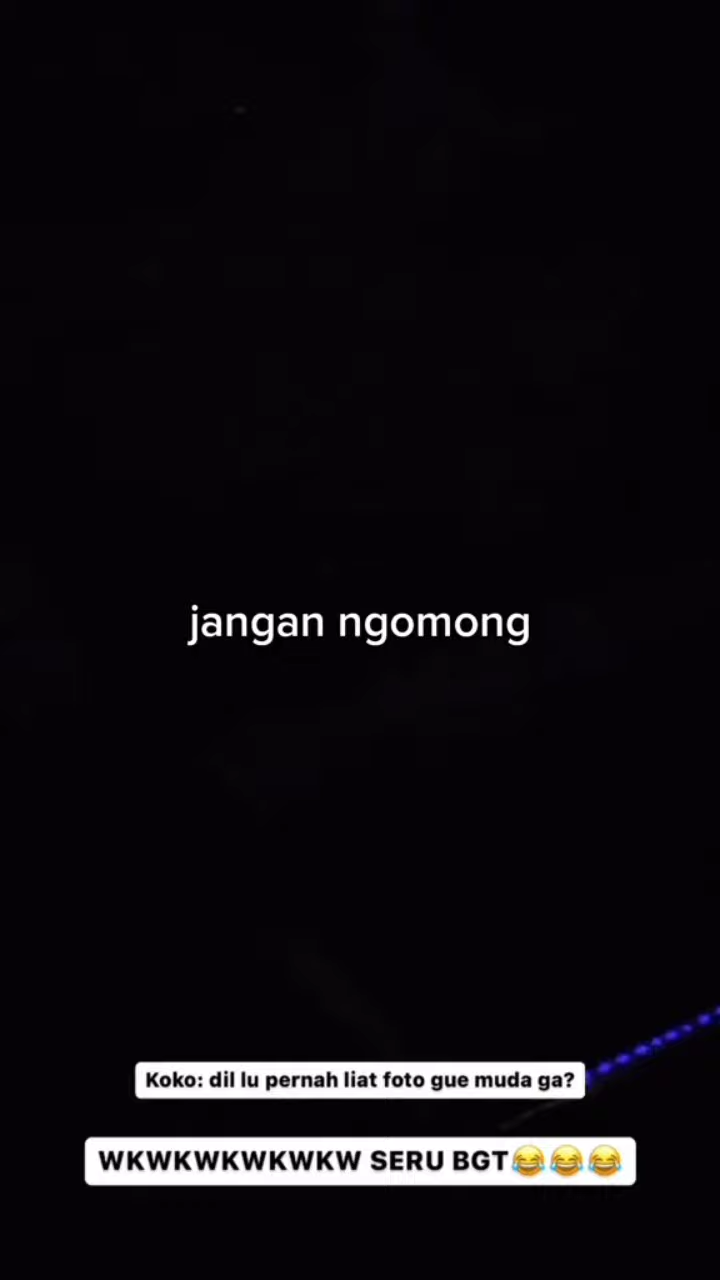 jangan ngomong
Koko: dil lu pernah liat foto gue muda ga?
WKWKWKWKWKW SERU BGT😂😂😂